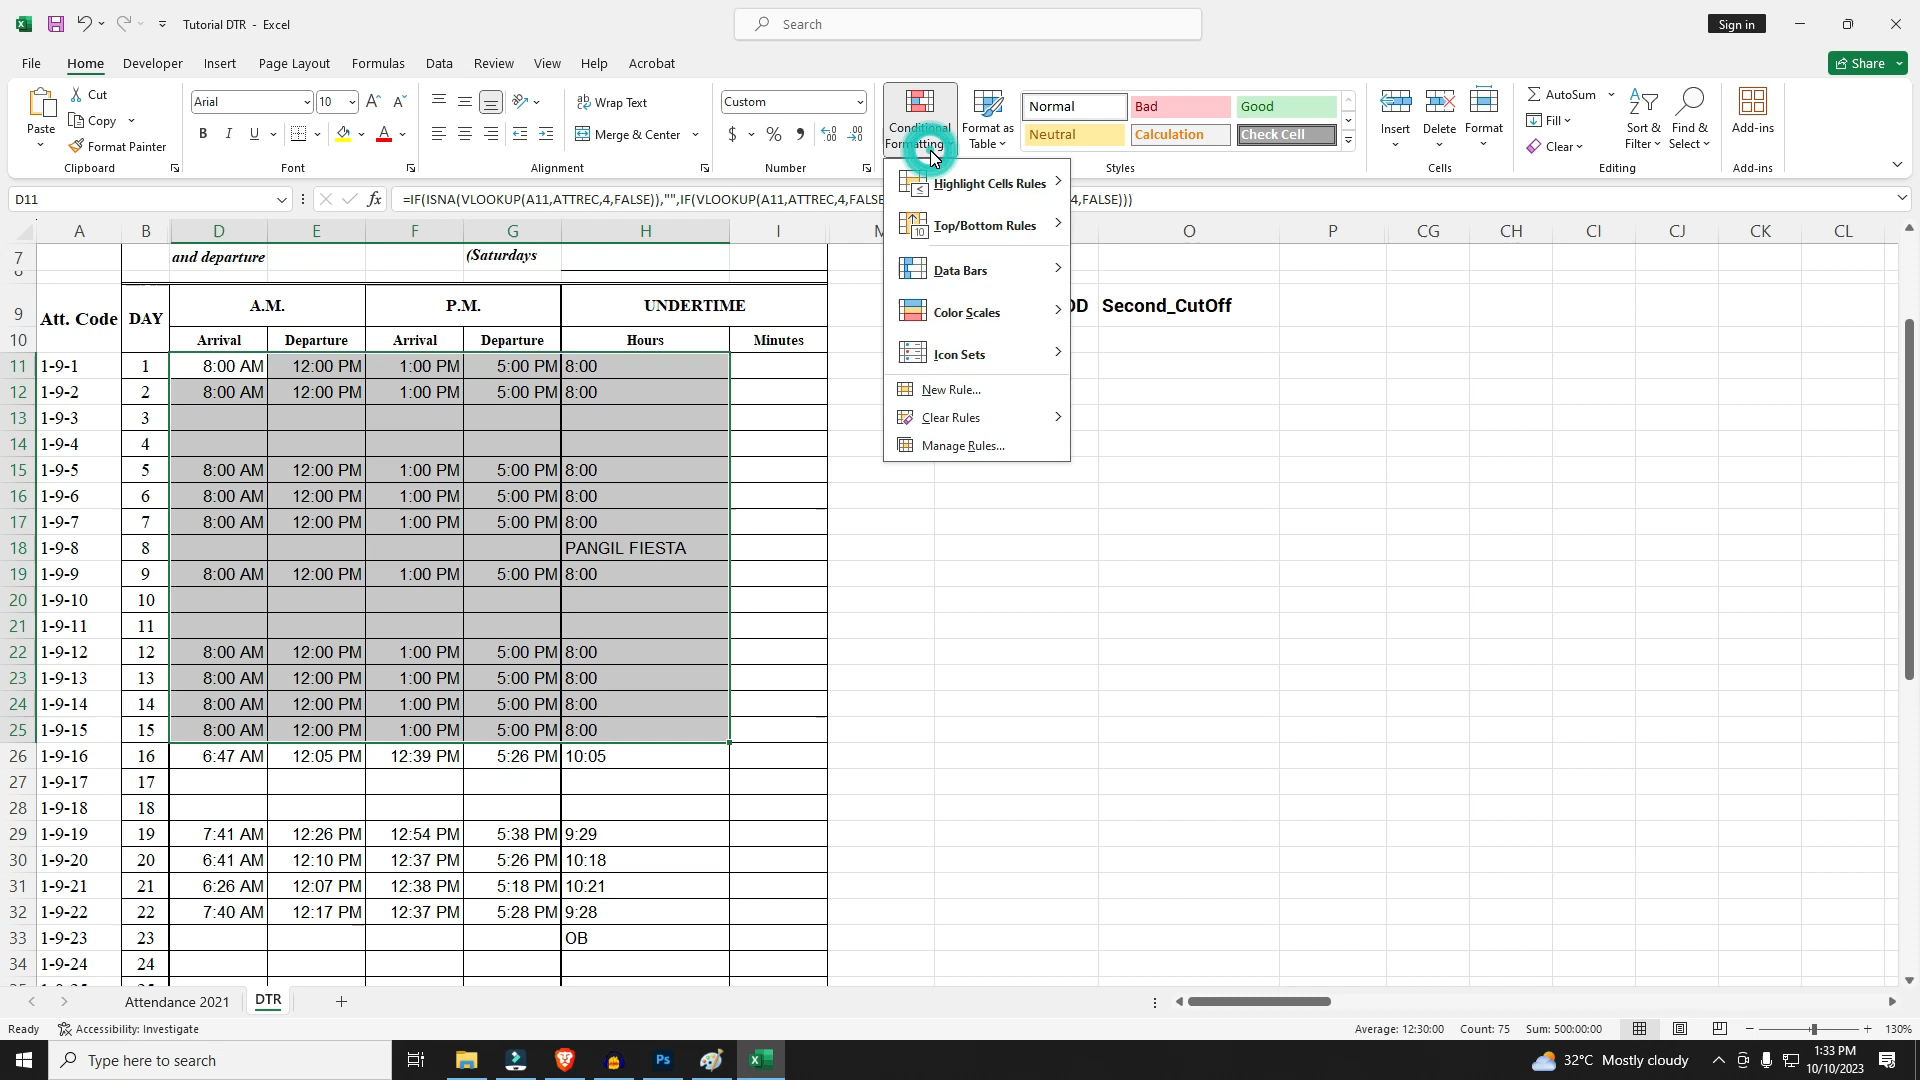 Tutorial DTR - Excel
Search
Sign in
File Home Developer Insert Page Layout Formulas Data Review View Help Acrobat
Share
Paste
Cut
Copy
Format Painter
Clipboard
Arial 10
B I U
Font
Wrap Text
Merge & Center
Alignment
Custom
$ % ,
Number
Conditional Formatting
Format as Table
Normal Bad Good
Neutral Calculation Check Cell
Styles
Insert Delete Format
Cells
AutoSum
Fill
Clear
Sort & Filter
Find & Select
Editing
Add-ins
Add-ins
D11
fx =IF(ISNA(VLOOKUP(A11,ATTREC,4,FALSE)),"",IF(VLOOKUP(A11,ATTREC,4,FALSE
4,FALSE)))
Highlight Cells Rules
Top/Bottom Rules
Data Bars
Color Scales
Icon Sets
New Rule...
Clear Rules
Manage Rules...
A B D E F G H I O P CG CH CI CJ CK CL
7 and departure (Saturdays
9 Att. Code DAY A.M. P.M. UNDERTIME Second_CutOff
10 Arrival Departure Arrival Departure Hours Minutes
11 1-9-1 1 8:00 AM 12:00 PM 1:00 PM 5:00 PM 8:00
12 1-9-2 2 8:00 AM 12:00 PM 1:00 PM 5:00 PM 8:00
13 1-9-3 3
14 1-9-4 4
15 1-9-5 5 8:00 AM 12:00 PM 1:00 PM 5:00 PM 8:00
16 1-9-6 6 8:00 AM 12:00 PM 1:00 PM 5:00 PM 8:00
17 1-9-7 7 8:00 AM 12:00 PM 1:00 PM 5:00 PM 8:00
18 1-9-8 8 PANGIL FIESTA
19 1-9-9 9 8:00 AM 12:00 PM 1:00 PM 5:00 PM 8:00
20 1-9-10 10
21 1-9-11 11
22 1-9-12 12 8:00 AM 12:00 PM 1:00 PM 5:00 PM 8:00
23 1-9-13 13 8:00 AM 12:00 PM 1:00 PM 5:00 PM 8:00
24 1-9-14 14 8:00 AM 12:00 PM 1:00 PM 5:00 PM 8:00
25 1-9-15 15 8:00 AM 12:00 PM 1:00 PM 5:00 PM 8:00
26 1-9-16 16 6:47 AM 12:05 PM 12:39 PM 5:26 PM 10:05
27 1-9-17 17
28 1-9-18 18
29 1-9-19 19 7:41 AM 12:26 PM 12:54 PM 5:38 PM 9:29
30 1-9-20 20 6:41 AM 12:10 PM 12:37 PM 5:26 PM 10:18
31 1-9-21 21 6:26 AM 12:07 PM 12:38 PM 5:18 PM 10:21
32 1-9-22 22 7:40 AM 12:17 PM 12:37 PM 5:28 PM 9:28
33 1-9-23 23 OB
34 1-9-24 24
Attendance 2021 DTR
Ready Accessibility: Investigate Average: 12:30:00 Count: 75 Sum: 500:00:00 130%
Type here to search
Ps
32°C Mostly cloudy
1:33 PM
10/10/2023